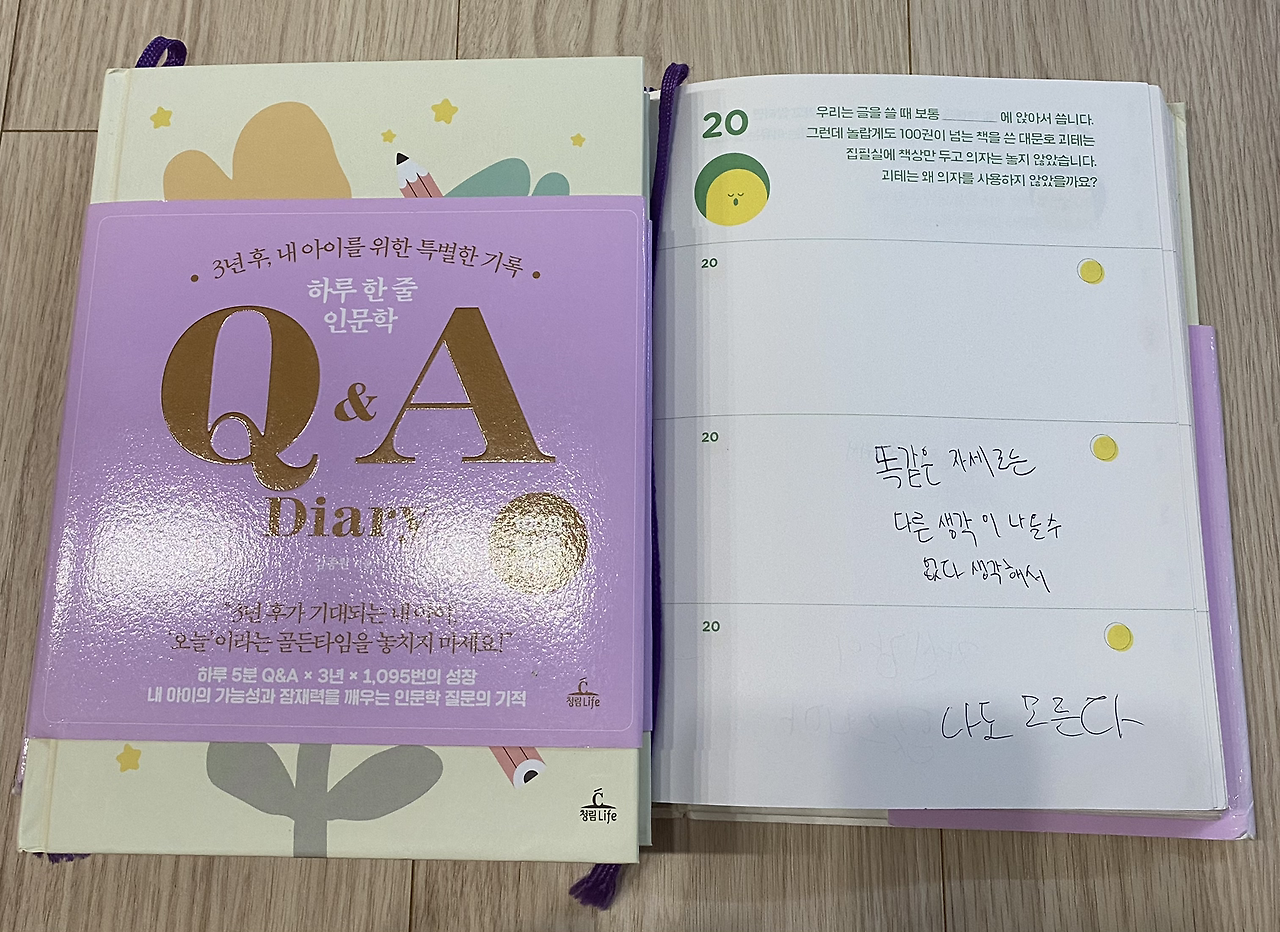 3년 후, 내 아이를 위한 특별한 기록
하루 한 줄
인문학
Q & A
Diary
"3년 후가 기대되는 내 아이,
'오늘'이라는 골든타임을 놓치지 마세요!"
하루 5분 Q&A × 3년 × 1,095번의 성장
내 아이의 가능성과 잠재력을 깨우는 인문학 질문의 기적
청림Life
청림Life
20
우리는 글을 쓸 때 보통 ________ 에 앉아서 씁니다.
그런데 놀랍게도 100권이 넘는 책을 쓴 대문호 괴테는
집필실에 책상만 두고 의자는 놓지 않았습니다.
괴테는 왜 의자를 사용하지 않았을까요?
20
20
똑같은 자세로는
다른 생각이 나올수
없다 생각해서
20
나도 모른다